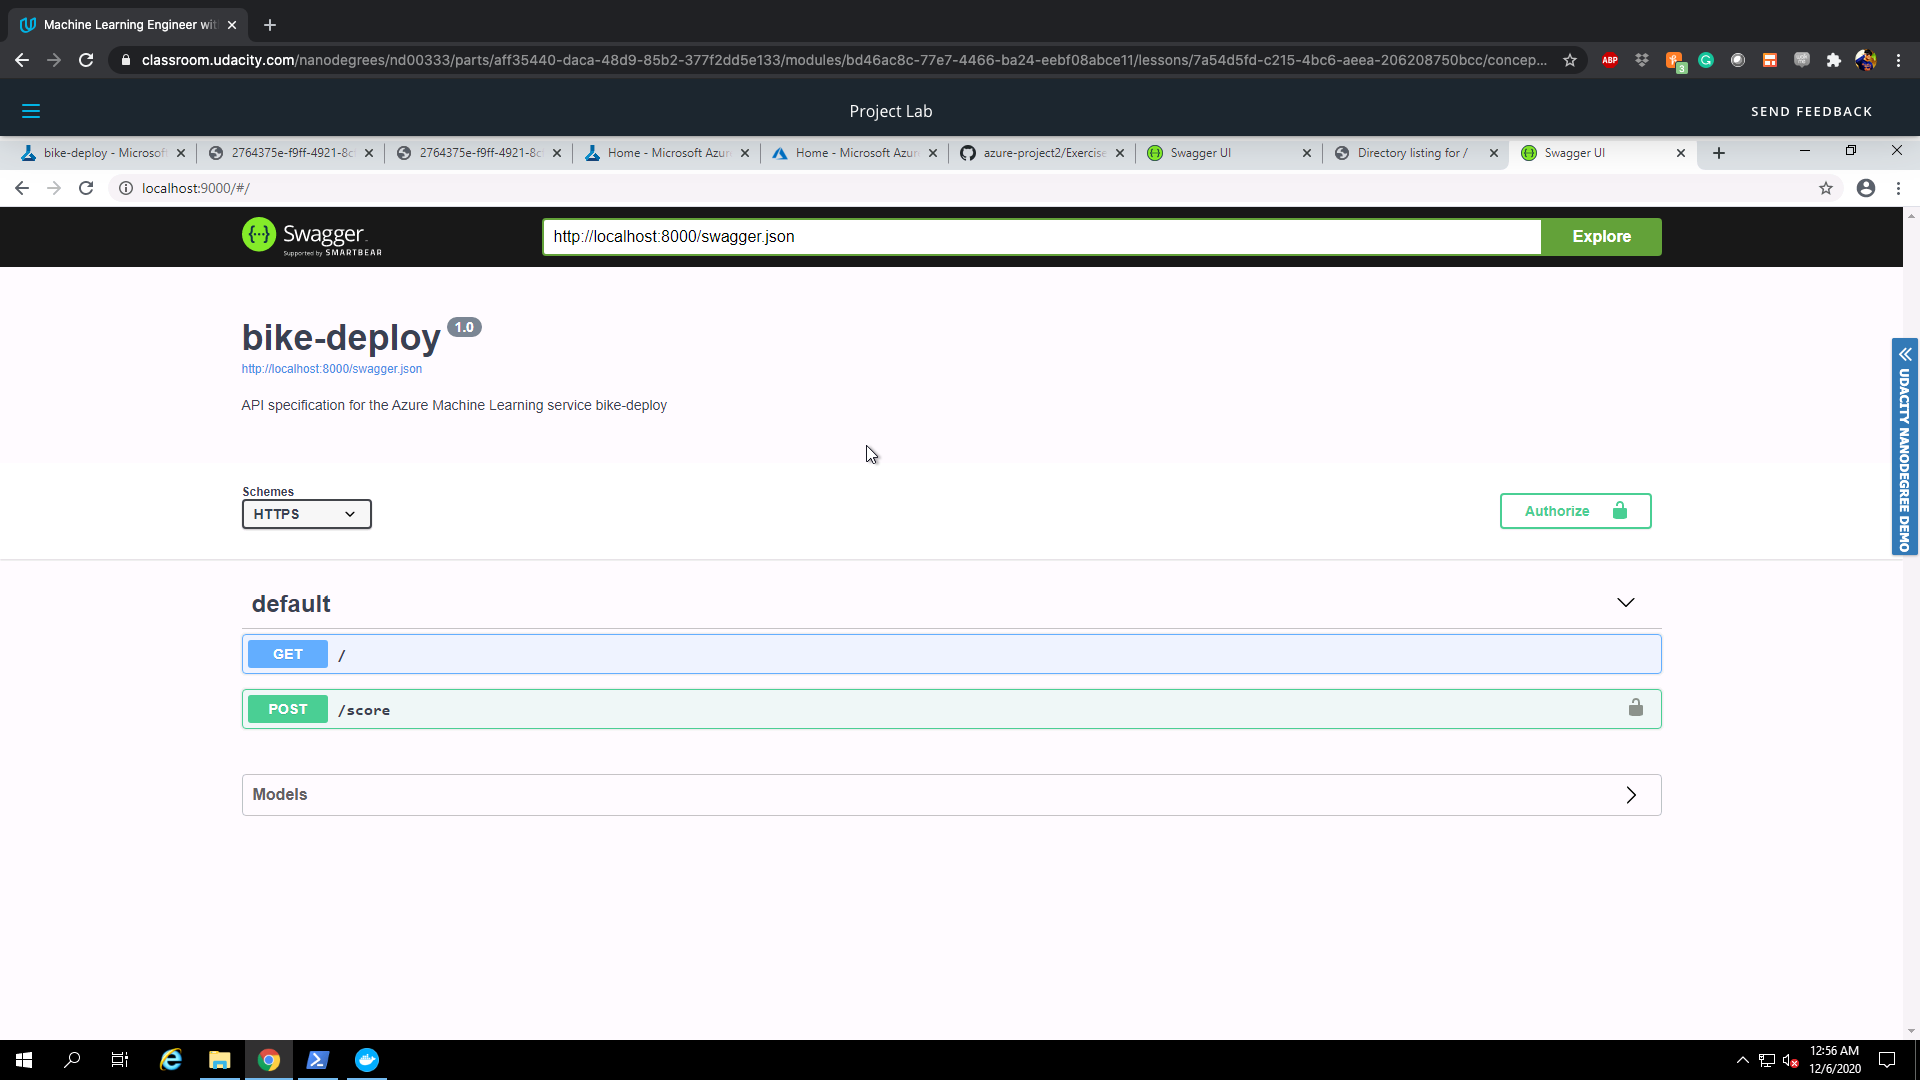 Machine Learning Engineer wit
classroom.udacity.com/nanodegrees/nd00333/parts/aff35440-daca-48d9-85b2-377f2dd5e133/modules/bd46ac8c-77e7-4466-ba24-eebf08abce11/lessons/7a54d5fd-c215-4bc6-aeea-206208750bcc/concep...
ABP
3
Project Lab
SEND FEEDBACK
bike-deploy - Microsof
2764375e-f9ff-4921-8c
2764375e-f9ff-4921-8c
Home - Microsoft Azur
Home - Microsoft Azur
azure-project2/Exercise
Swagger UI
Directory listing for /
Swagger UI
localhost:9000/#/
Swagger
Supported by SMARTBEAR
http://localhost:8000/swagger.json
Explore
bike-deploy 1.0
http://localhost:8000/swagger.json
API specification for the Azure Machine Learning service bike-deploy
UDACITY NANODEGREE DEMO
Schemes
HTTPS
Authorize
default
GET /
POST /score
Models
12:56 AM
12/6/2020